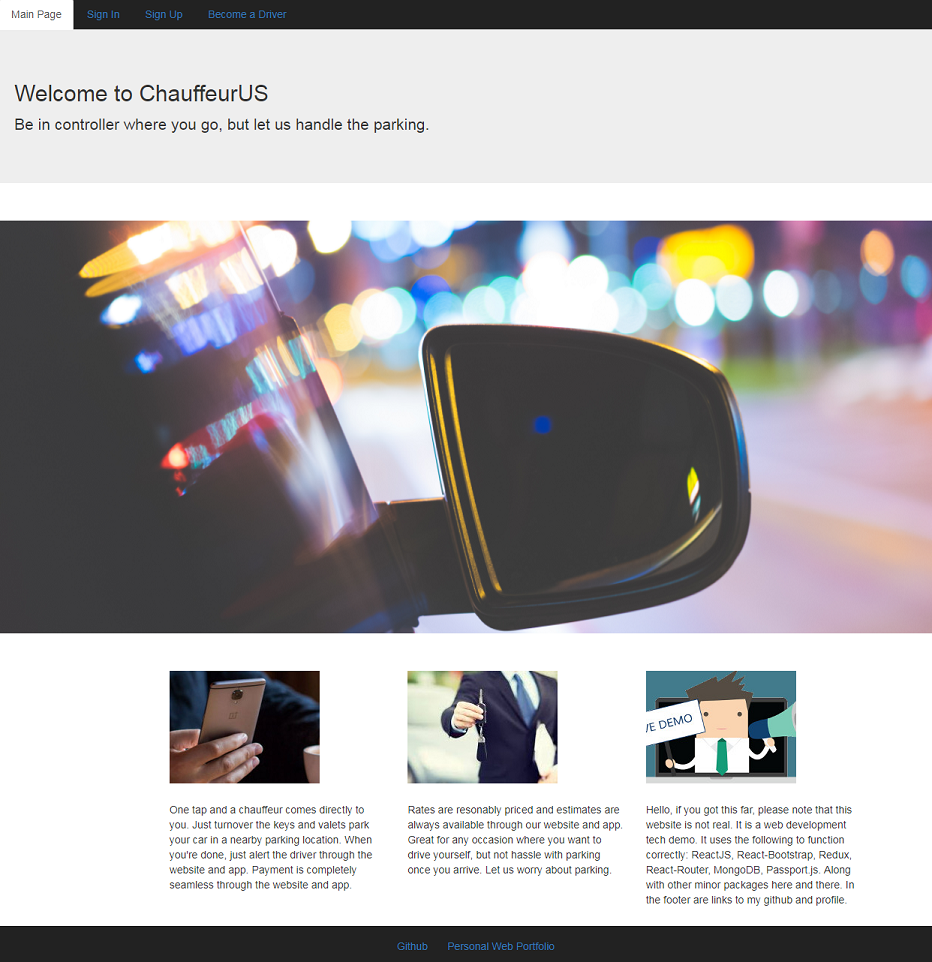 Main Page Sign In Sign Up Become a Driver
Welcome to ChauffeurUS
Be in controller where you go, but let us handle the parking.
One tap and a chauffeur comes directly to
you. Just turnover the keys and valets park
your car in a nearby parking location. When
you're done, just alert the driver through the
website and app. Payment is completely
seamless through the website and app.
Rates are resonably priced and estimates are
always available through our website and app.
Great for any occasion where you want to
drive yourself, but not hassle with parking
once you arrive. Let us worry about parking.
VE DEMO
Hello, if you got this far, please note that this
website is not real. It is a web development
tech demo. It uses the following to function
correctly: ReactJS, React-Bootstrap, Redux,
React-Router, MongoDB, Passport.js. Along
with other minor packages here and there. In
the footer are links to my github and profile.
Github Personal Web Portfolio